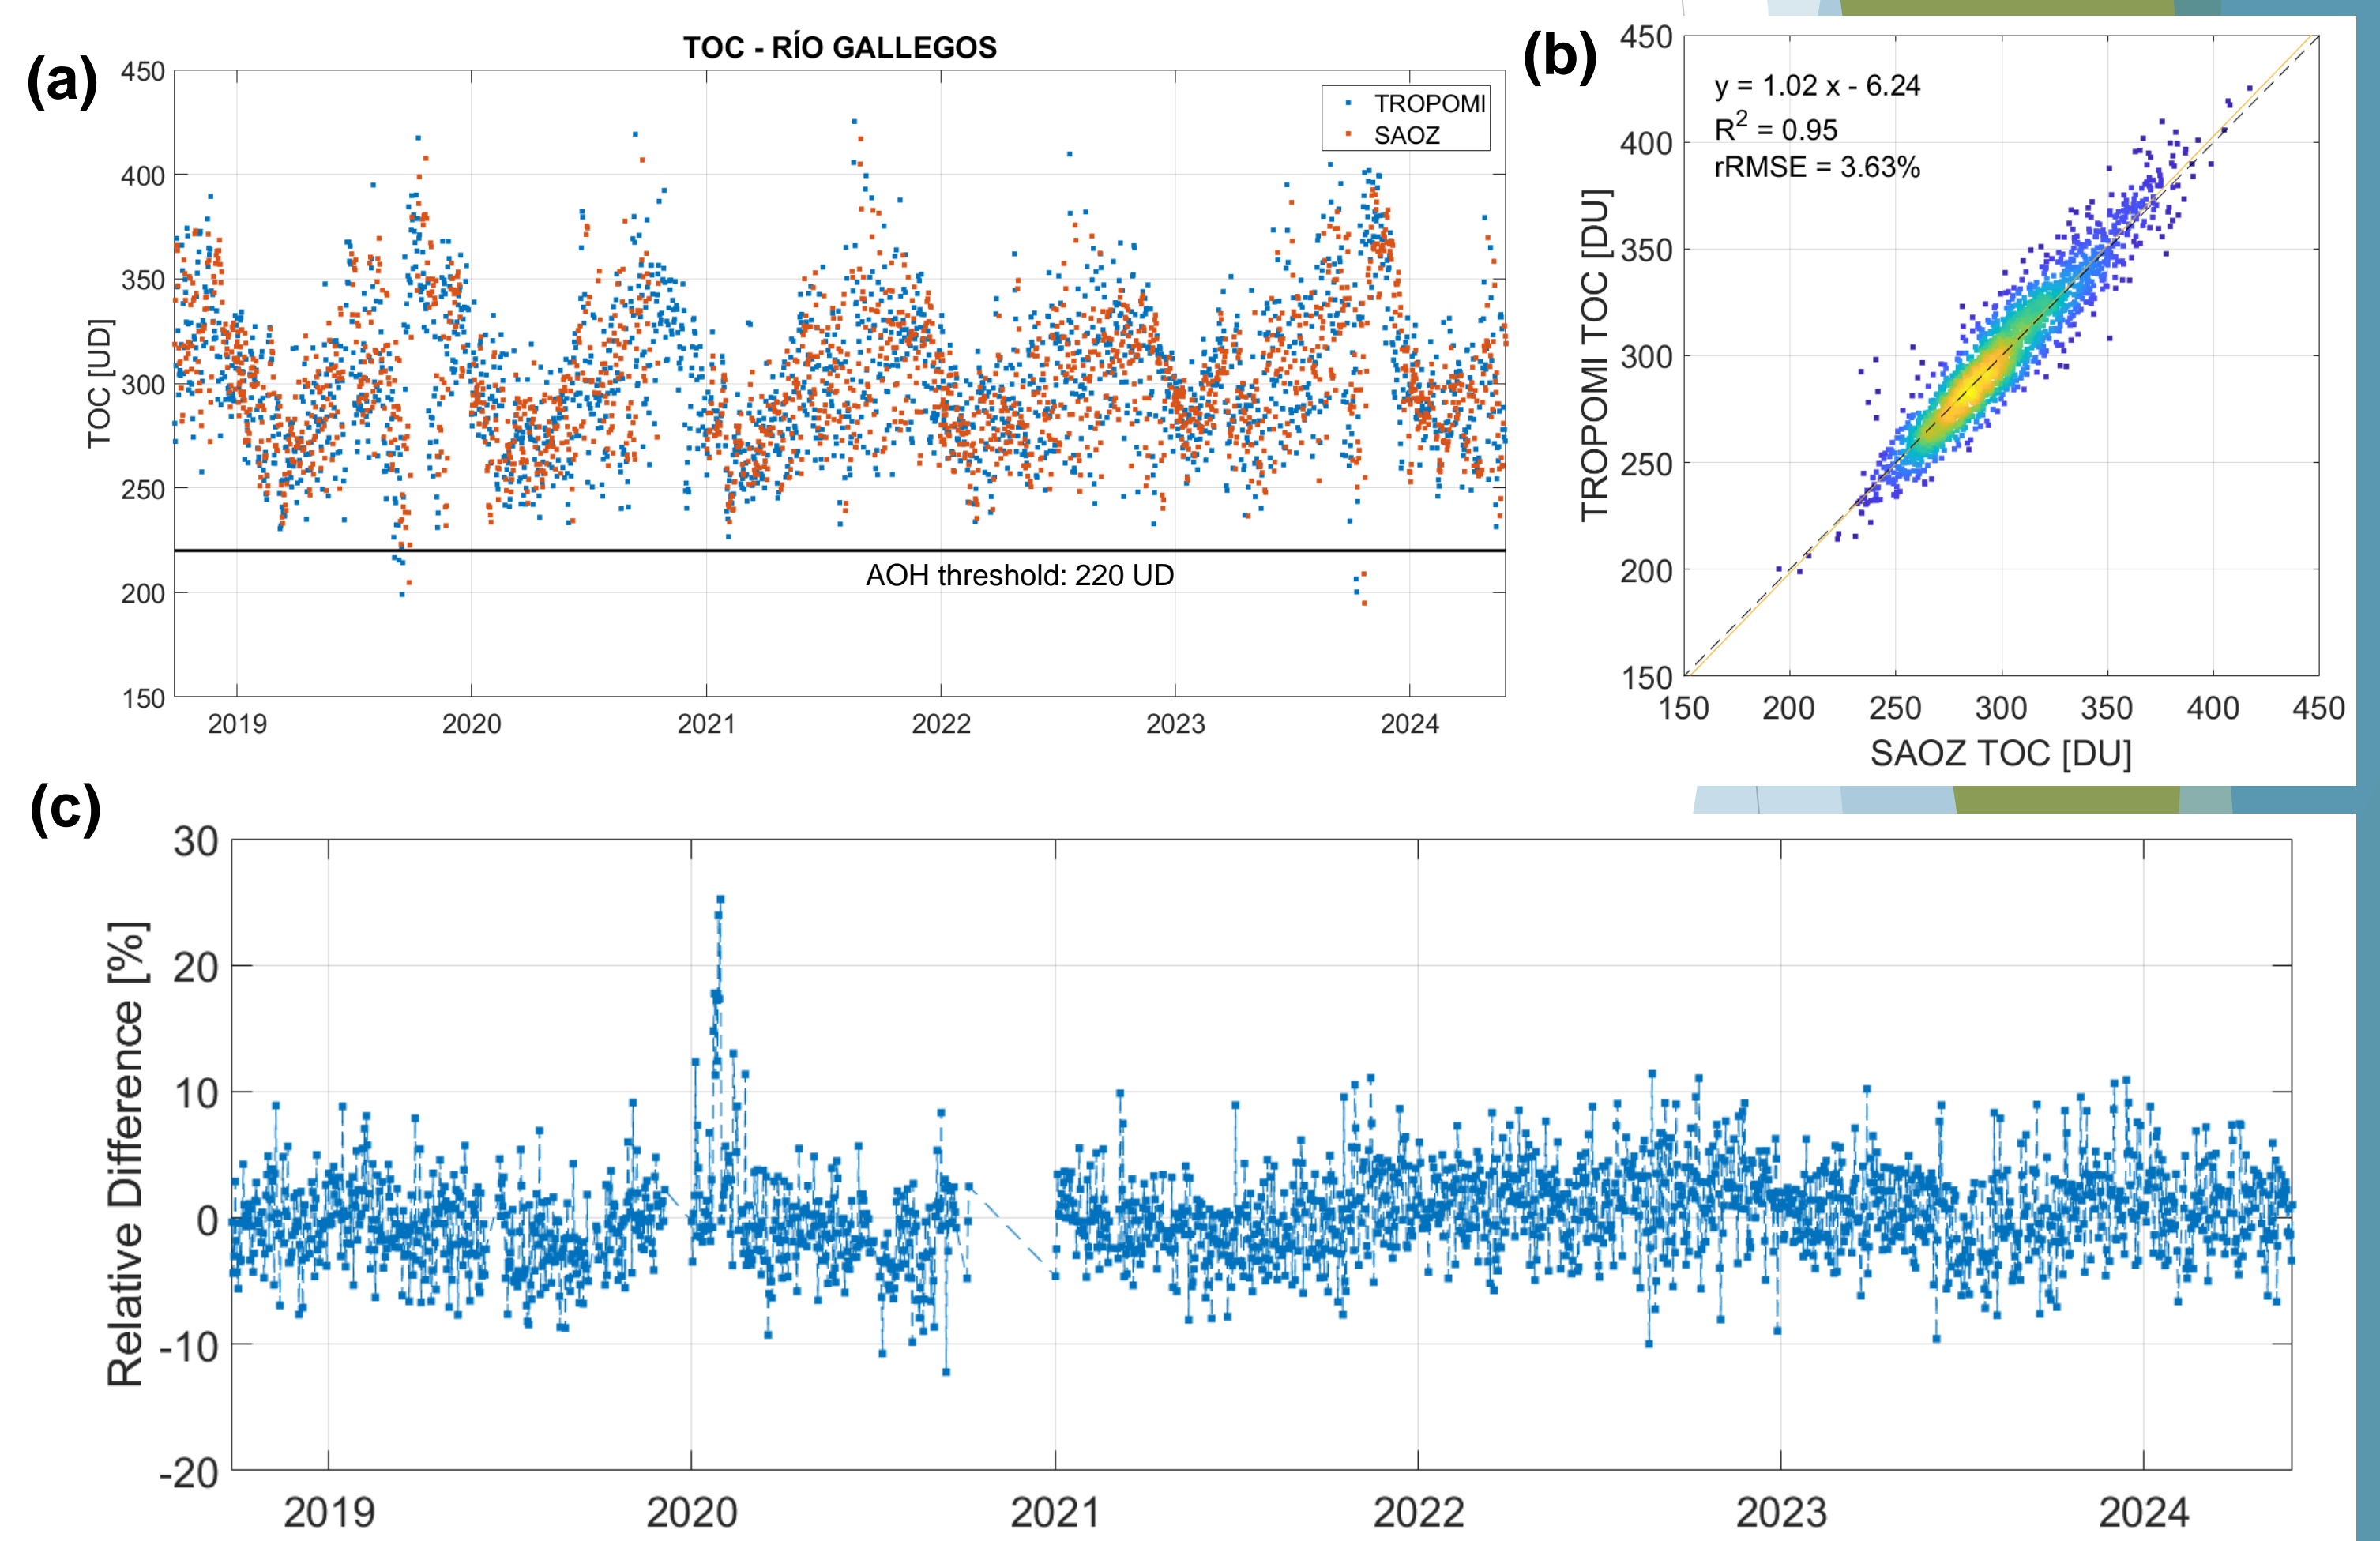 (a)
TOC - RÍO GALLEGOS
TOC [UD]
450
400
350
300
250
200
150
TROPOMI
SAOZ
AOH threshold: 220 UD
2019 2020 2021 2022 2023 2024
(b)
TROPOMI TOC [DU]
450
400
350
300
250
200
150
y = 1.02 x - 6.24
R² = 0.95
rRMSE = 3.63%
150 200 250 300 350 400 450
SAOZ TOC [DU]
(c)
Relative Difference [%]
30
20
10
0
-10
-20
2019 2020 2021 2022 2023 2024